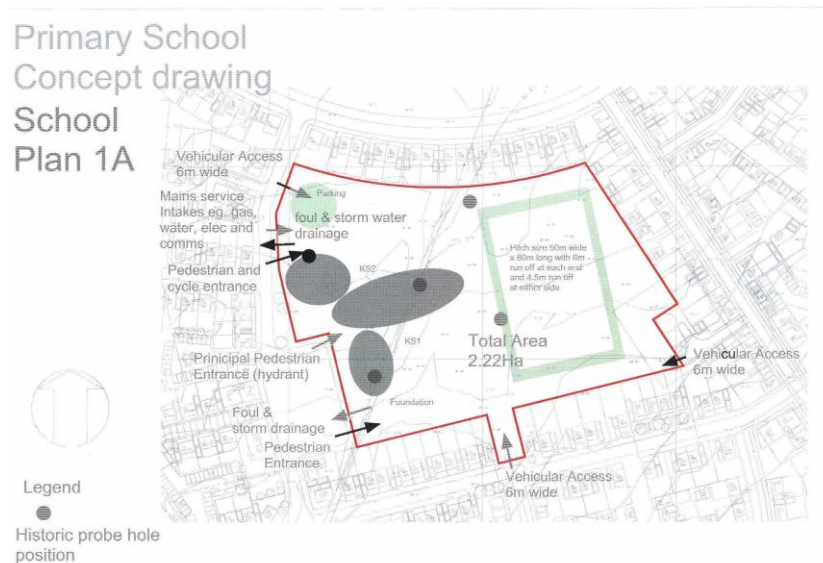 Primary School
Concept drawing
School
Plan 1A
Vehicular Access
6m wide
Parking
Mains service
Intakes eg. gas,
water, elec and
comms
foul & storm water
drainage
Pedestrian and
cycle entrance
KS2
Pitch size 50m wide
x 80m long with 6m
run off at each end
and 4.5m run off
at either side
KS1
Total Area
2.22Ha
Prinicipal Pedestrian
Entrance (hydrant)
Vehicular Access
6m wide
Foundation
Foul &
storm drainage
Pedestrian
Entrance
Vehicular Access
6m wide
Legend
Historic probe hole
position